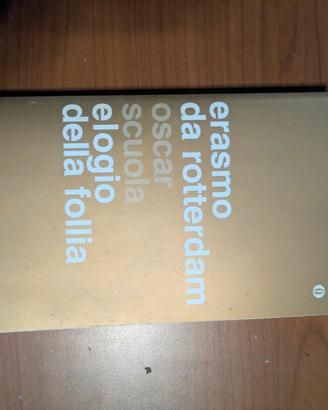 erasmo
da rotterdam
oscar
scuola
elogio
della follia